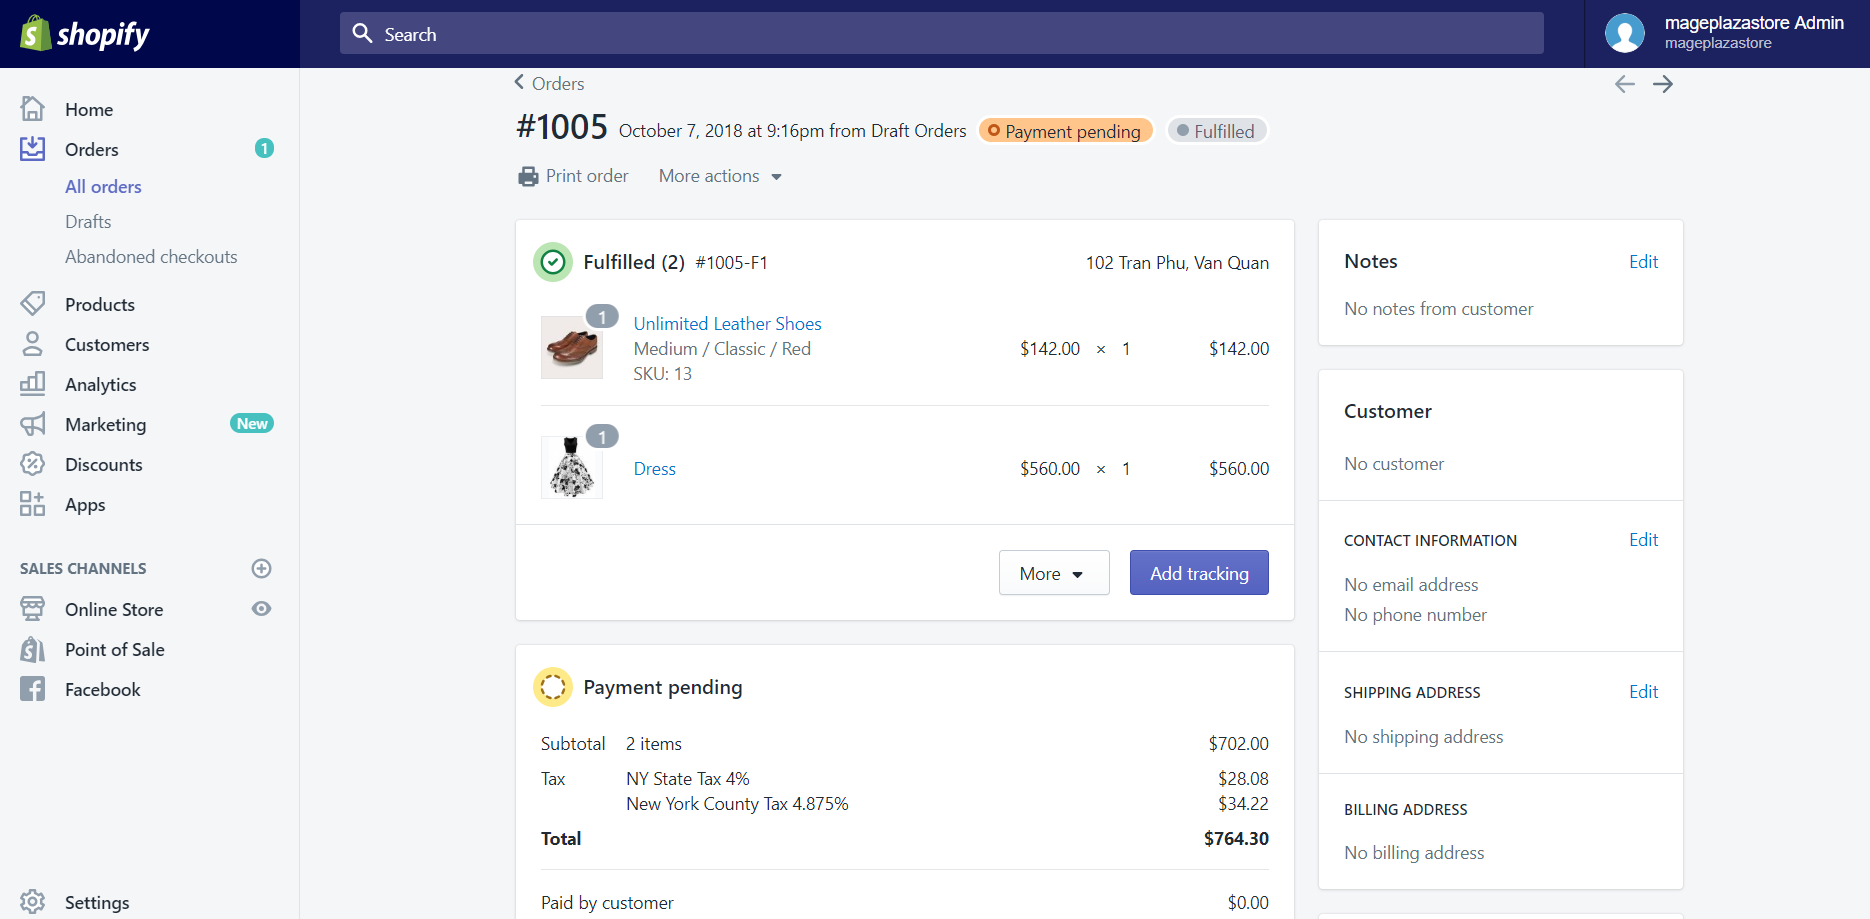 shopify
Search
mageplazastore Admin
mageplazastore
Home
Orders 1
All orders
Drafts
Abandoned checkouts
Products
Customers
Analytics
Marketing New
Discounts
Apps
SALES CHANNELS
Online Store
Point of Sale
Facebook
Settings
Orders
#1005 October 7, 2018 at 9:16pm from Draft Orders Payment pending Fulfilled
Print order More actions
Fulfilled (2) #1005-F1 102 Tran Phu, Van Quan
1
Unlimited Leather Shoes
Medium / Classic / Red $142.00 × 1 $142.00
SKU: 13
1
Dress $560.00 × 1 $560.00
More Add tracking
Payment pending
Subtotal 2 items $702.00
Tax NY State Tax 4% $28.08
New York County Tax 4.875% $34.22
Total $764.30
Paid by customer $0.00
Notes Edit
No notes from customer
Customer
No customer
CONTACT INFORMATION Edit
No email address
No phone number
SHIPPING ADDRESS Edit
No shipping address
BILLING ADDRESS
No billing address